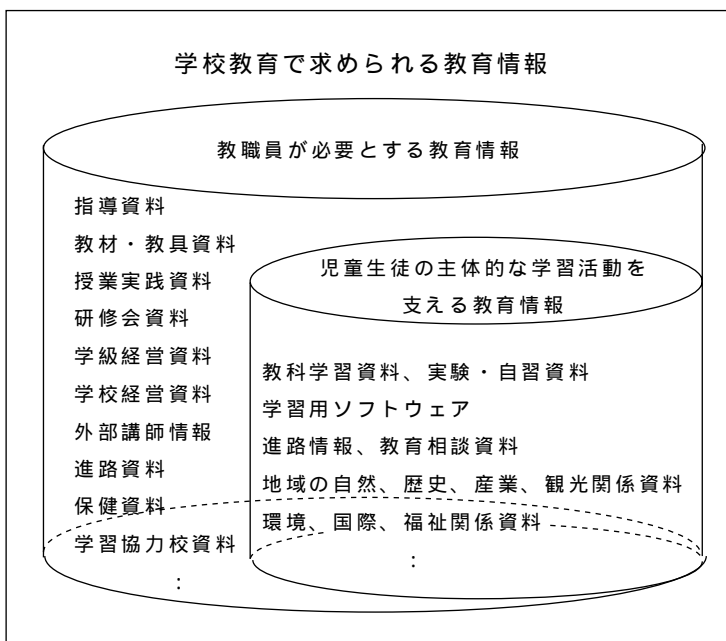 学校教育で求められる教育情報
教職員が必要とする教育情報
指導資料
教材・教具資料
授業実践資料
研修会資料
学級経営資料
学校経営資料
外部講師情報
進路資料
保健資料
学習協力校資料
：
児童生徒の主体的な学習活動を
支える教育情報
教科学習資料、実験・自習資料
学習用ソフトウェア
進路情報、教育相談資料
地域の自然、歴史、産業、観光関係資料
環境、国際、福祉関係資料
：